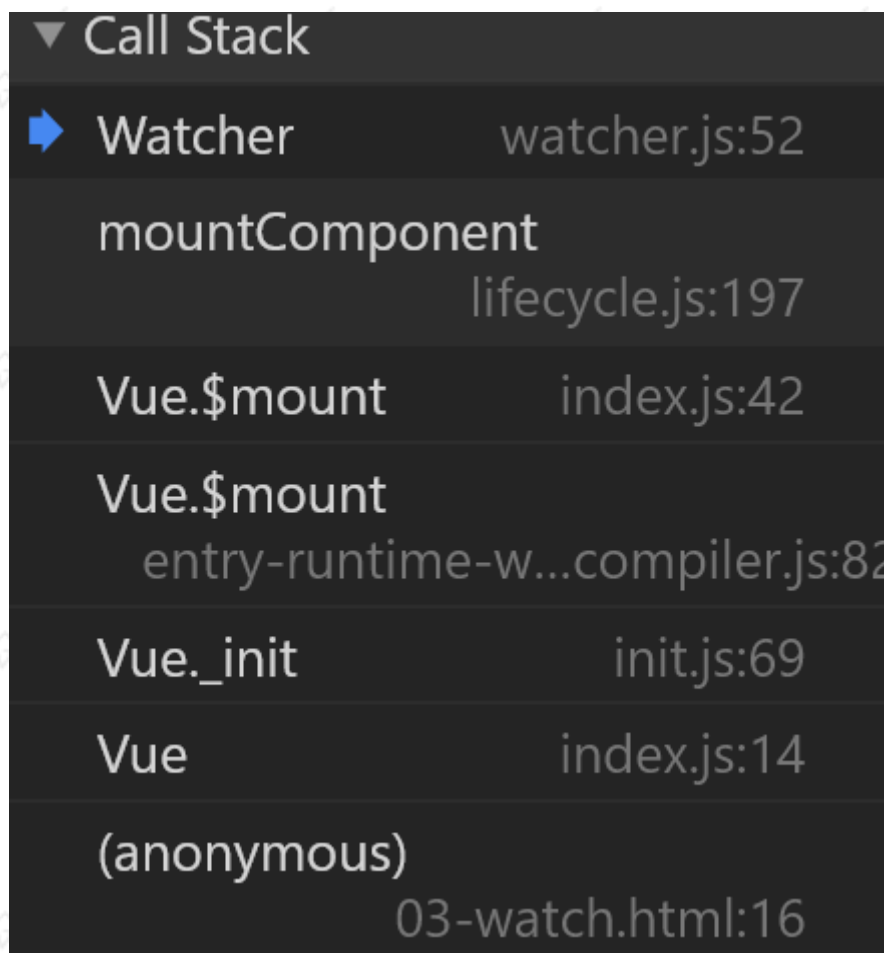 Call Stack
Watcher watcher.js:52
mountComponent
lifecycle.js:197
Vue.$mount index.js:42
Vue.$mount
entry-runtime-w...compiler.js:82
Vue._init init.js:69
Vue index.js:14
(anonymous)
03-watch.html:16